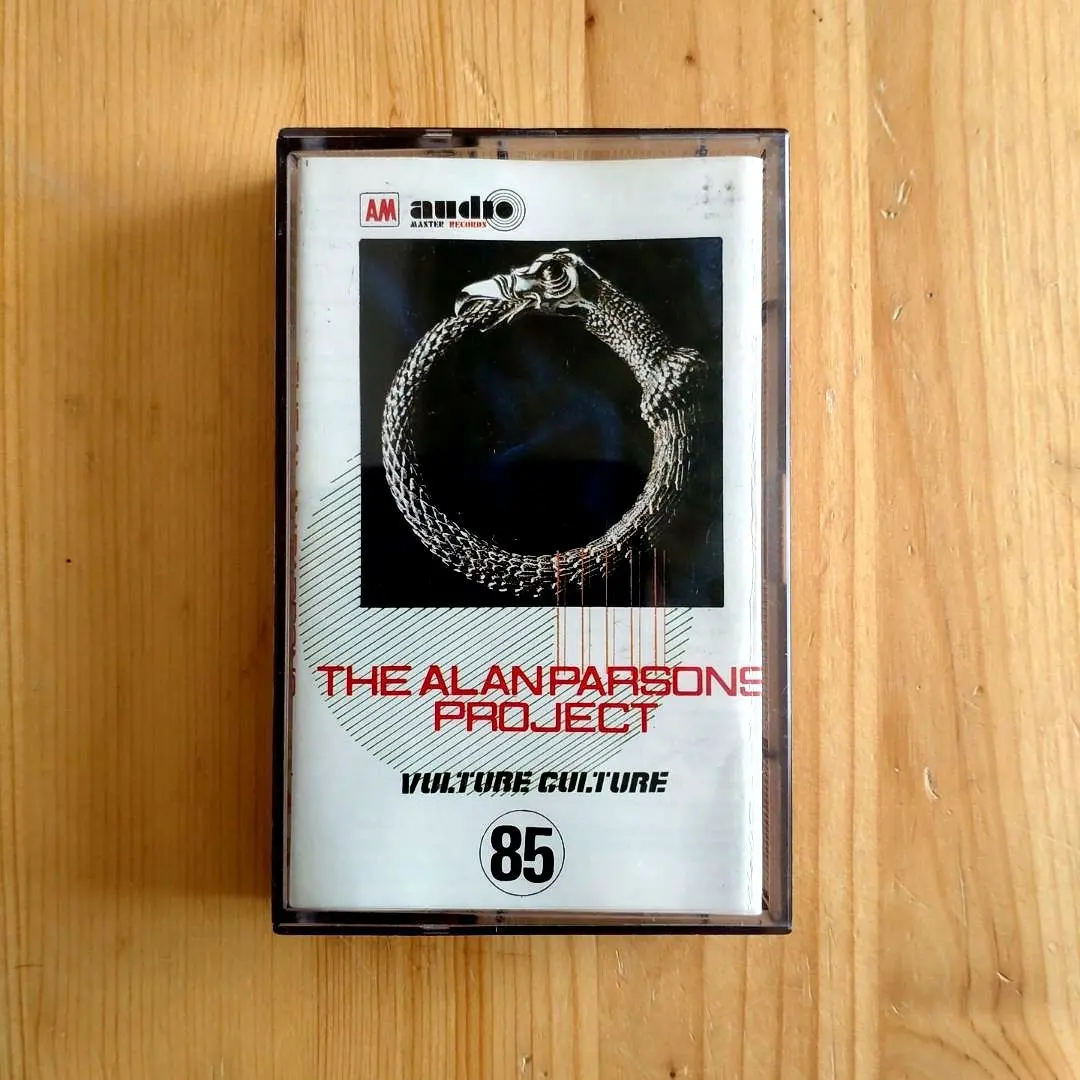 AM audio
MASTER RECORDS
THE ALAN PARSONS
PROJECT
VULTURE CULTURE
85